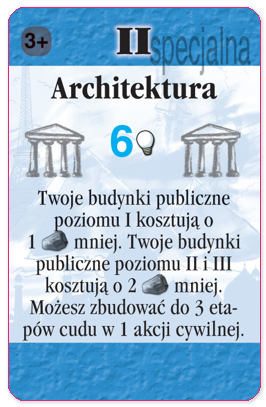 3+
II
specjalna
Architektura
6
Twoje budynki publiczne
poziomu I kosztują o
1 mniej. Twoje budynki
publiczne poziomu II i III
kosztują o 2 mniej.
Możesz zbudować do 3 eta-
pów cudu w 1 akcji cywilnej.